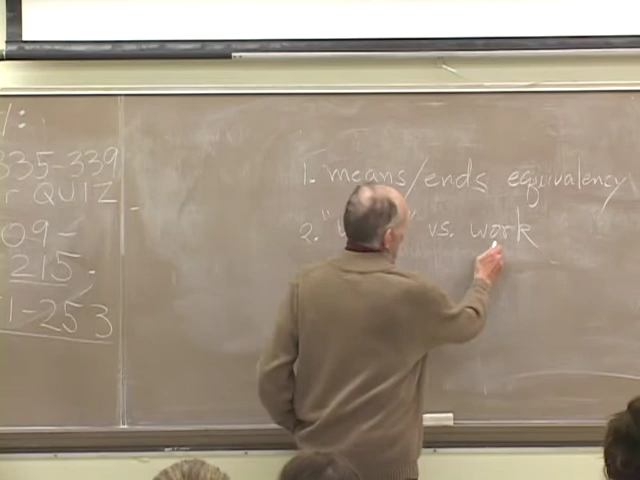 335-339
QUIZ
09-
215.
1-253
1. means/ends equivalency
2. " " vs. work